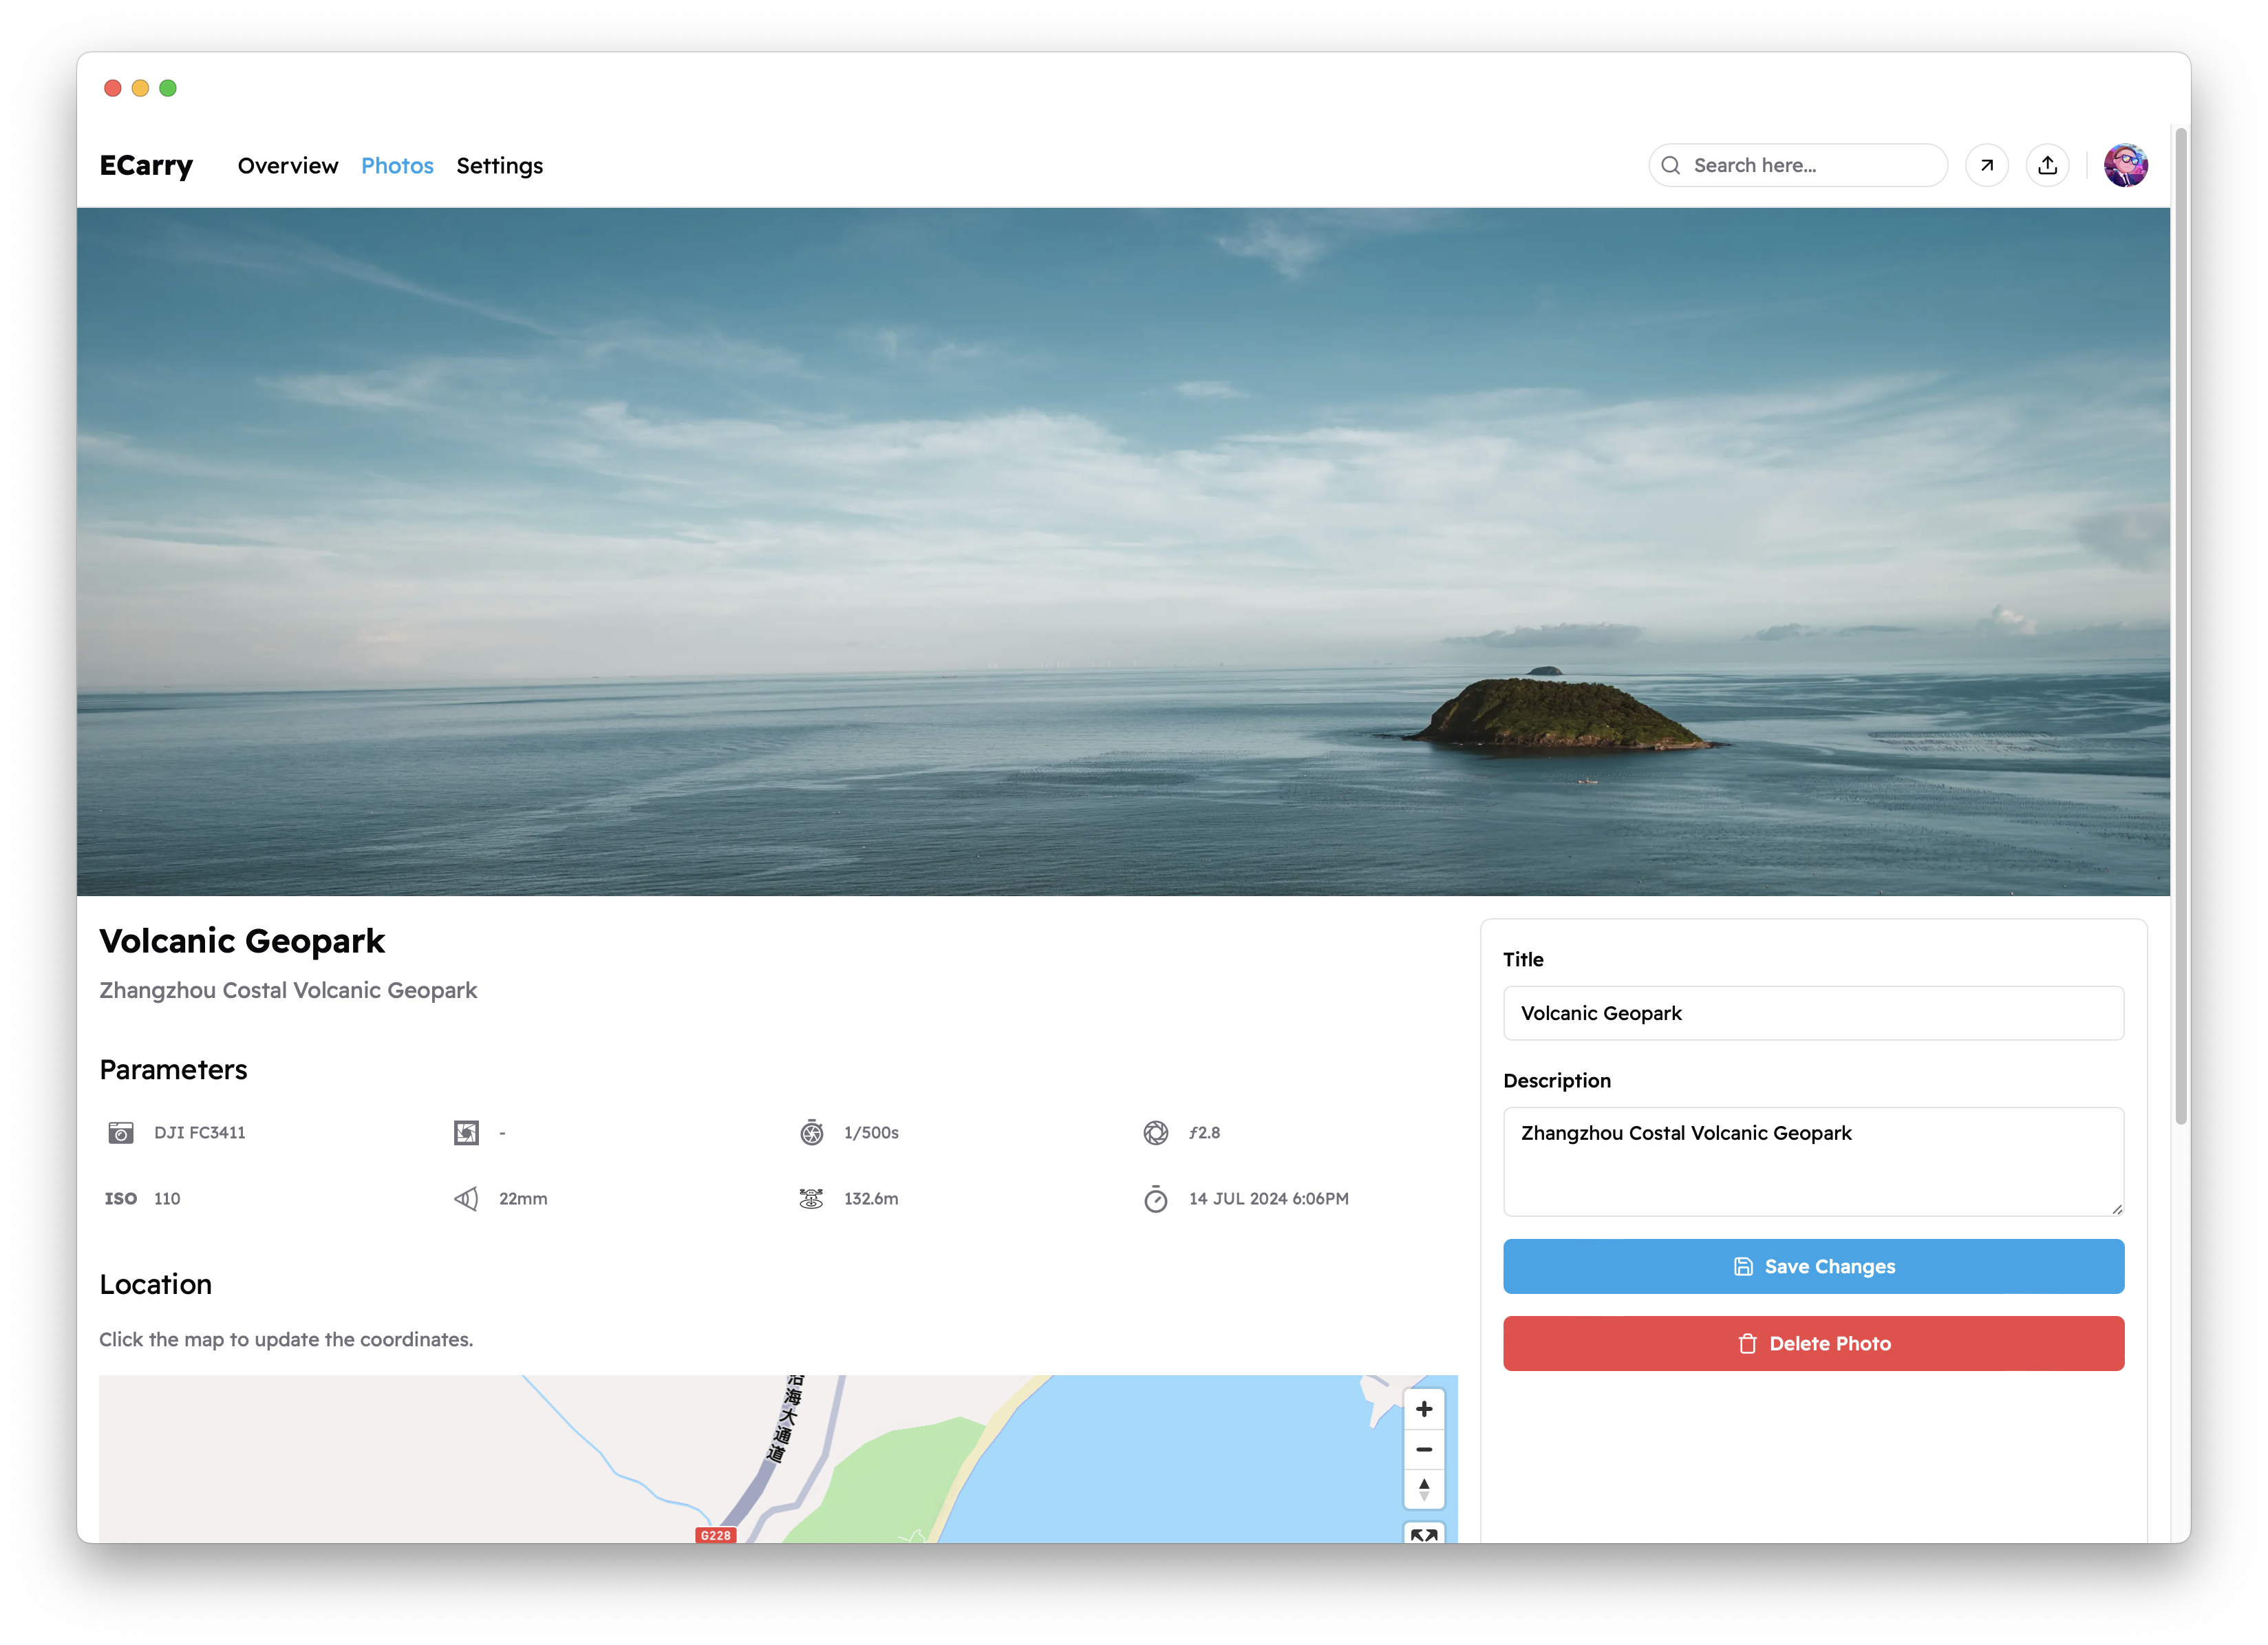 ECarry Overview Photos Settings Search here...
Volcanic Geopark
Zhangzhou Costal Volcanic Geopark
Parameters
DJI FC3411 - 1/500s ƒ2.8
ISO 110 22mm 132.6m 14 JUL 2024 6:06PM
Location
Click the map to update the coordinates.
沿海大通道
G228
Title
Volcanic Geopark
Description
Zhangzhou Costal Volcanic Geopark
Save Changes
Delete Photo